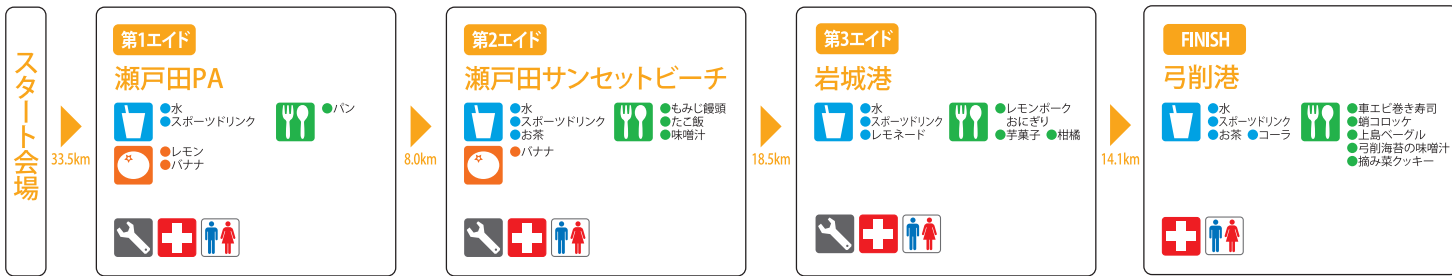 スタート会場
33.5km
第1エイド
瀬戸田PA
●水
●スポーツドリンク
●レモン
●バナナ
●パン
8.0km
第2エイド
瀬戸田サンセットビーチ
●水
●スポーツドリンク
●お茶
●バナナ
●もみじ饅頭
●たこ飯
●味噌汁
18.5km
第3エイド
岩城港
●水
●スポーツドリンク
●レモネード
●レモンポーク
おにぎり
●芋菓子 ●柑橘
14.1km
FINISH
弓削港
●水
●スポーツドリンク
●お茶 ●コーラ
●車エビ巻き寿司
●蛸コロッケ
●上島ベーグル
●弓削海苔の味噌汁
●摘み菜クッキー